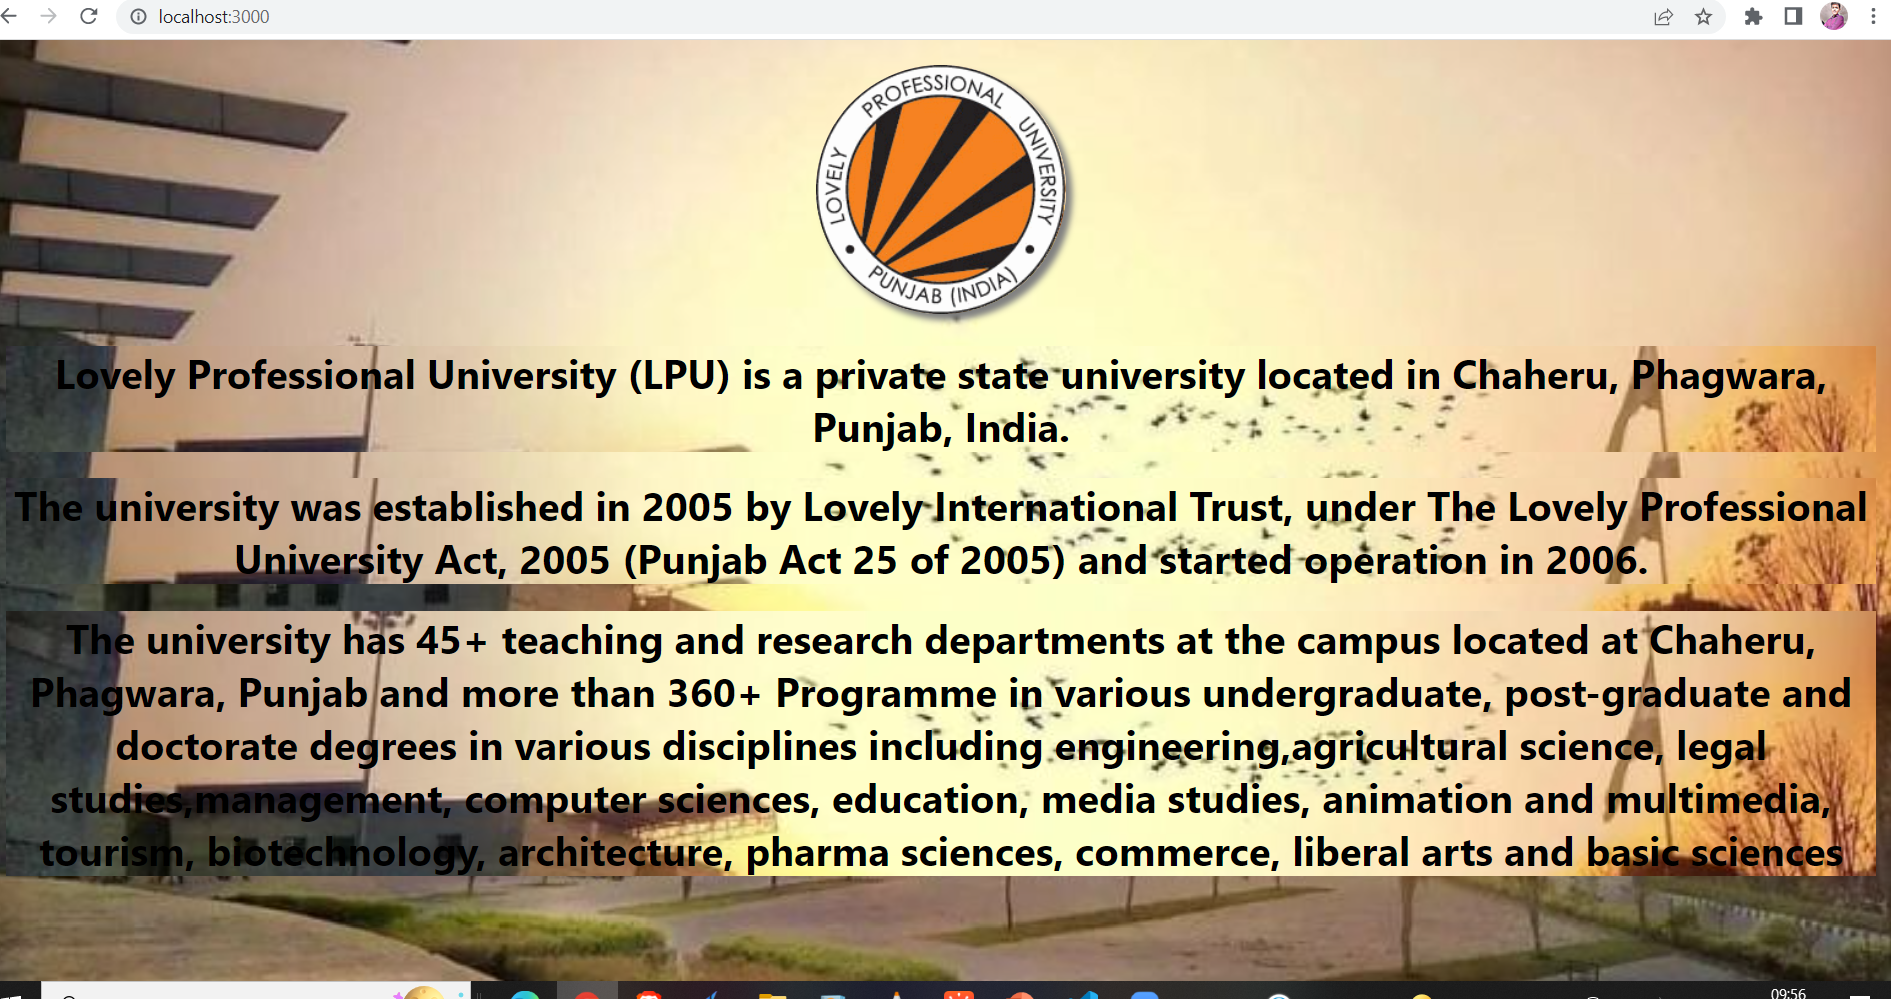 localhost:3000
LOVELY PROFESSIONAL UNIVERSITY
PUNJAB (INDIA)
Lovely Professional University (LPU) is a private state university located in Chaheru, Phagwara,
Punjab, India.
The university was established in 2005 by Lovely International Trust, under The Lovely Professional
University Act, 2005 (Punjab Act 25 of 2005) and started operation in 2006.
The university has 45+ teaching and research departments at the campus located at Chaheru,
Phagwara, Punjab and more than 360+ Programme in various undergraduate, post-graduate and
doctorate degrees in various disciplines including engineering,agricultural science, legal
studies,management, computer sciences, education, media studies, animation and multimedia,
tourism, biotechnology, architecture, pharma sciences, commerce, liberal arts and basic sciences
09:56